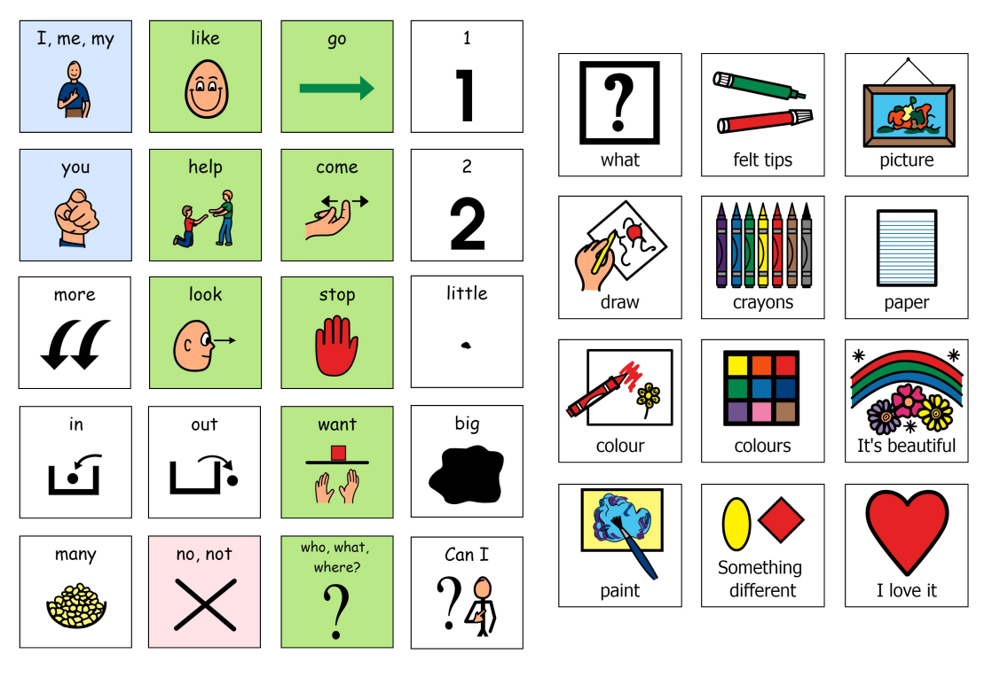 I, me, my
like
go
1
1
you
help
come
2
2
more
look
stop
little
in
out
want
big
many
no, not
who, what,
where?
?
Can I
?
?
what
felt tips
picture
draw
crayons
paper
colour
colours
It's beautiful
paint
Something
different
I love it